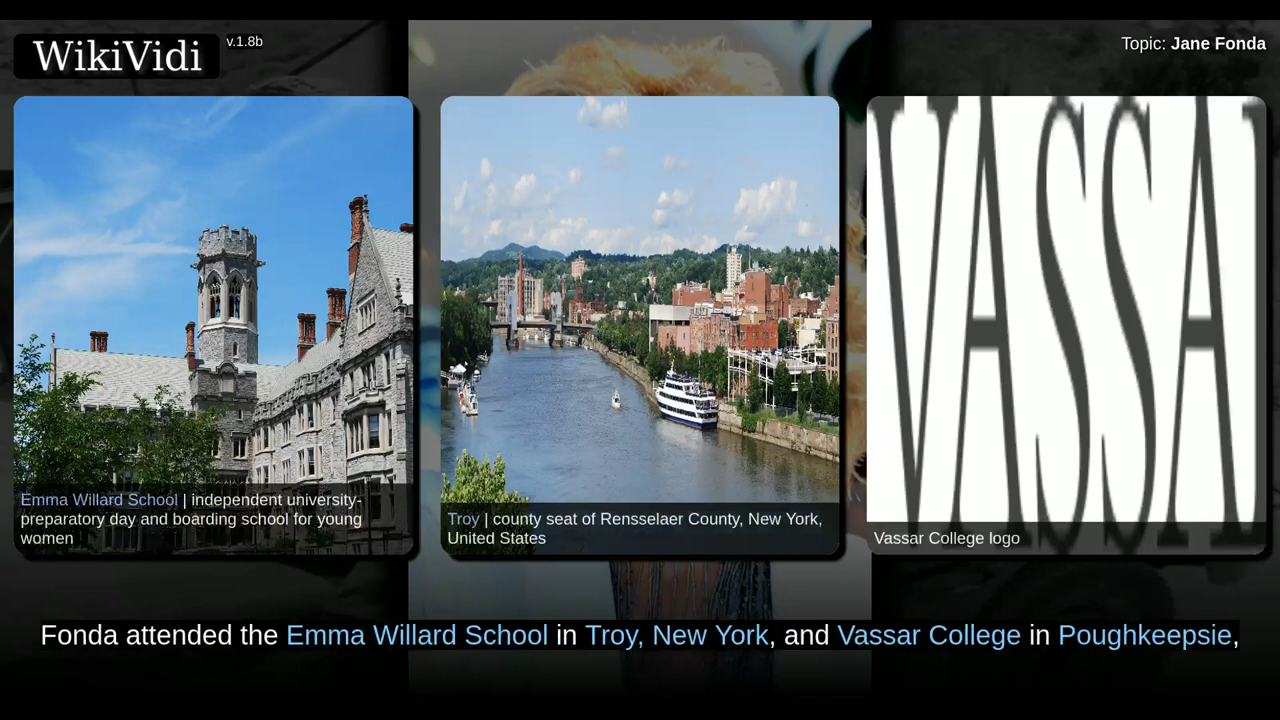 WikiVidi
v.1.8b
Topic: Jane Fonda
VASSA
Emma Willard School | independent university-
preparatory day and boarding school for young
women
Troy | county seat of Rensselaer County, New York,
United States
Vassar College logo
Fonda attended the Emma Willard School in Troy, New York, and Vassar College in Poughkeepsie,